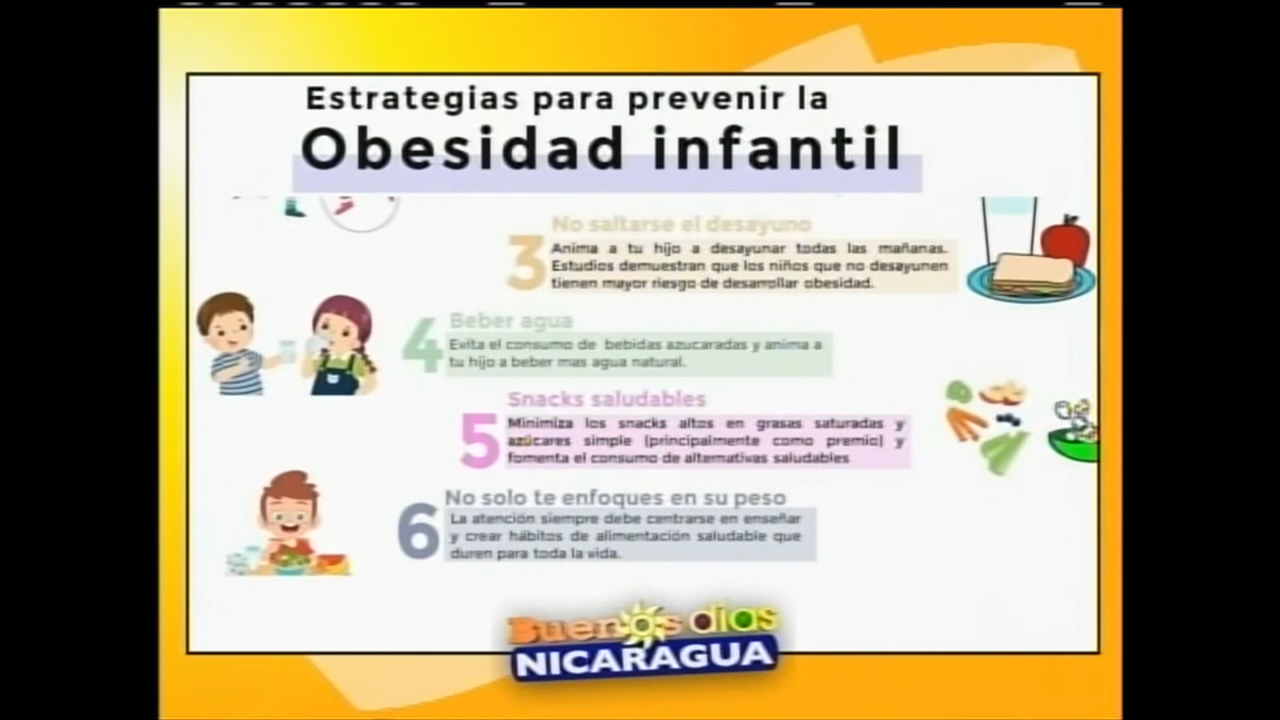 Estrategias para prevenir la
Obesidad infantil
3
No saltarse el desayuno
Anima a tu hijo a desayunar todas las mañanas.
Estudios demuestran que los niños que no desayunen
tienen mayor riesgo de desarrollar obesidad.
4
Beber agua
Evita el consumo de bebidas azucaradas y anima a
tu hijo a beber mas agua natural.
5
Snacks saludables
Minimiza los snacks altos en grasas saturadas y
azúcares simple (principalmente como premio) y
fomenta el consumo de alternativas saludables
6
No solo te enfoques en su peso
La atención siempre debe centrarse en enseñar
y crear hábitos de alimentación saludable que
duren para toda la vida.
Buenos días
NICARAGUA